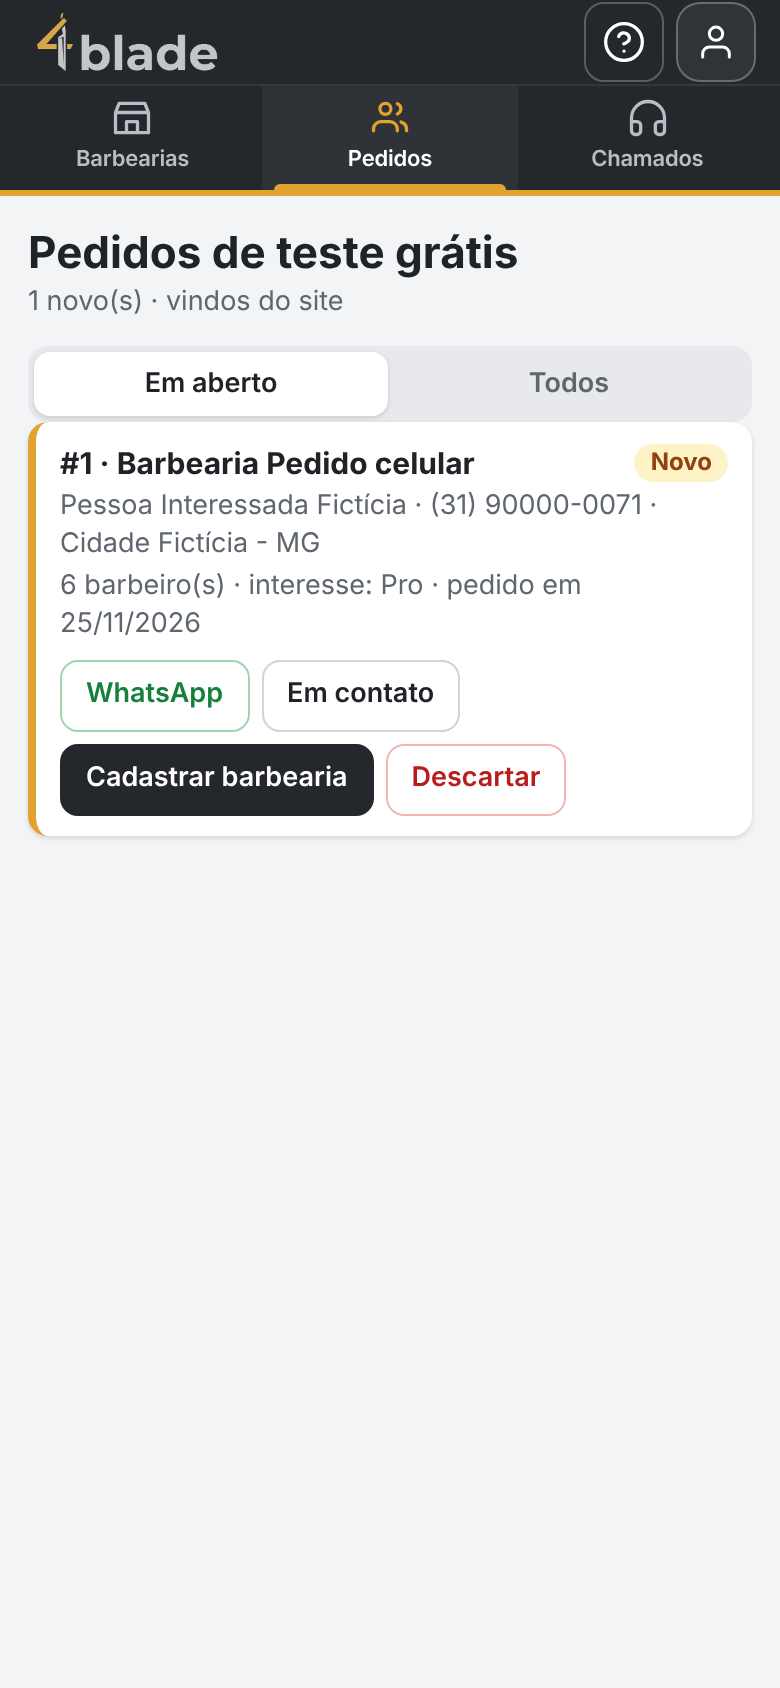 4blade
Barbearias
Pedidos
Chamados
Pedidos de teste grátis
1 novo(s) · vindos do site
Em aberto
Todos
#1 · Barbearia Pedido celular
Novo
Pessoa Interessada Fictícia · (31) 90000-0071 ·
Cidade Fictícia - MG
6 barbeiro(s) · interesse: Pro · pedido em
25/11/2026
WhatsApp
Em contato
Cadastrar barbearia
Descartar